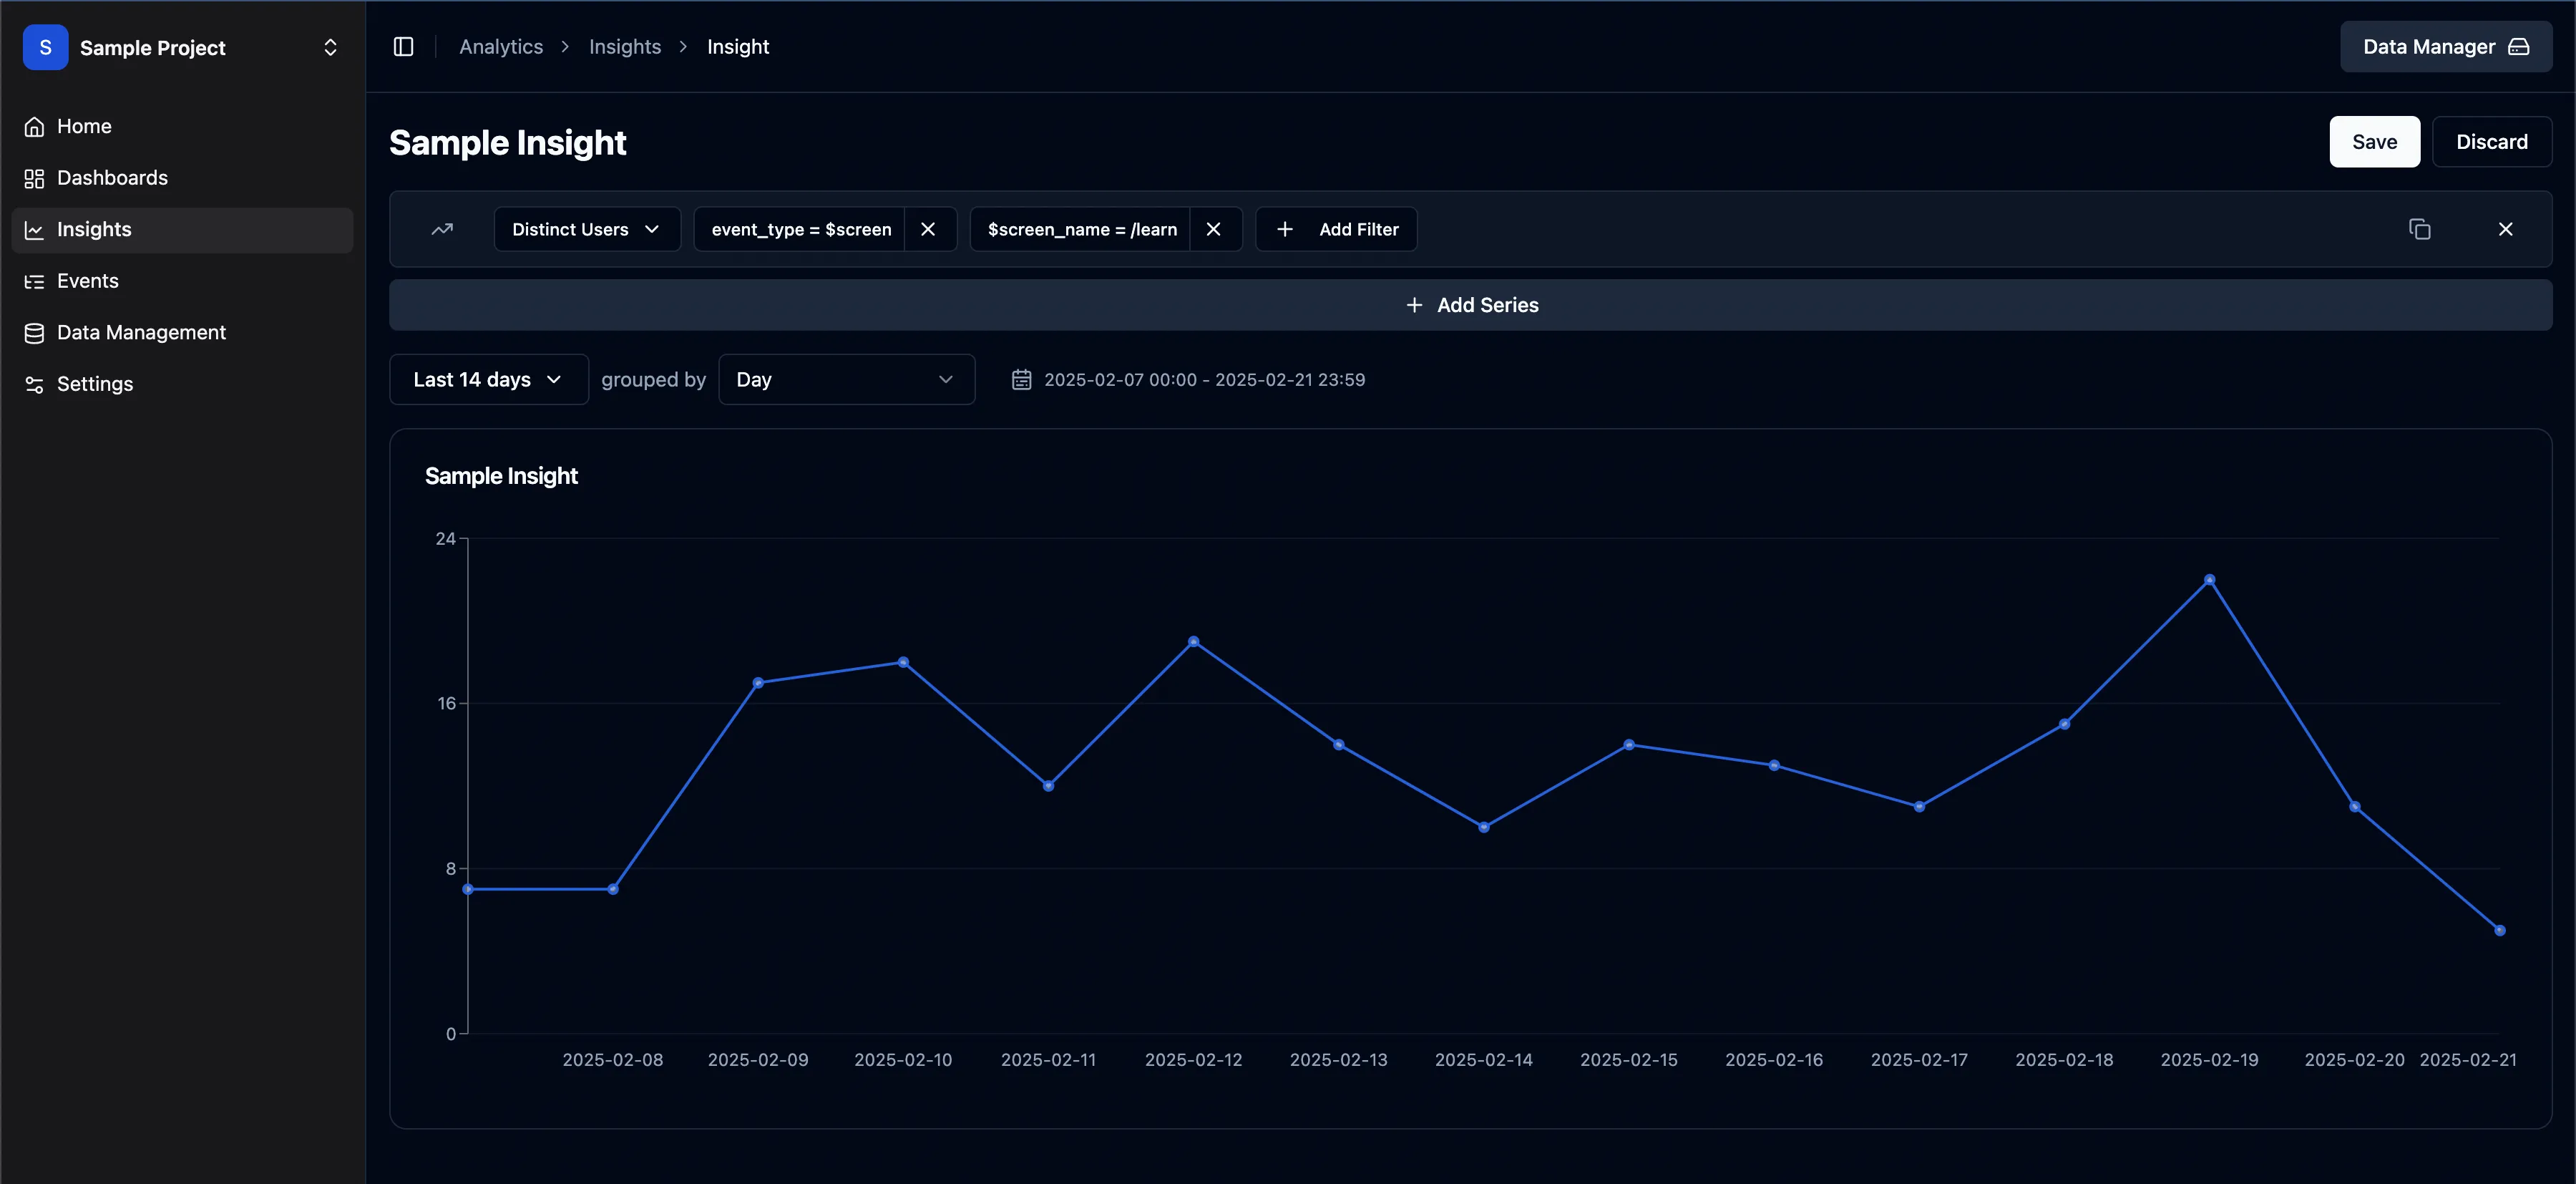 S Sample Project
Home
Dashboards
Insights
Events
Data Management
Settings
Analytics > Insights > Insight
Data Manager
Sample Insight
Save Discard
Distinct Users event_type = $screen $screen_name = /learn Add Filter
Add Series
Last 14 days grouped by Day 2025-02-07 00:00 - 2025-02-21 23:59
Sample Insight
24
16
8
0
2025-02-08 2025-02-09 2025-02-10 2025-02-11 2025-02-12 2025-02-13 2025-02-14 2025-02-15 2025-02-16 2025-02-17 2025-02-18 2025-02-19 2025-02-20 2025-02-21